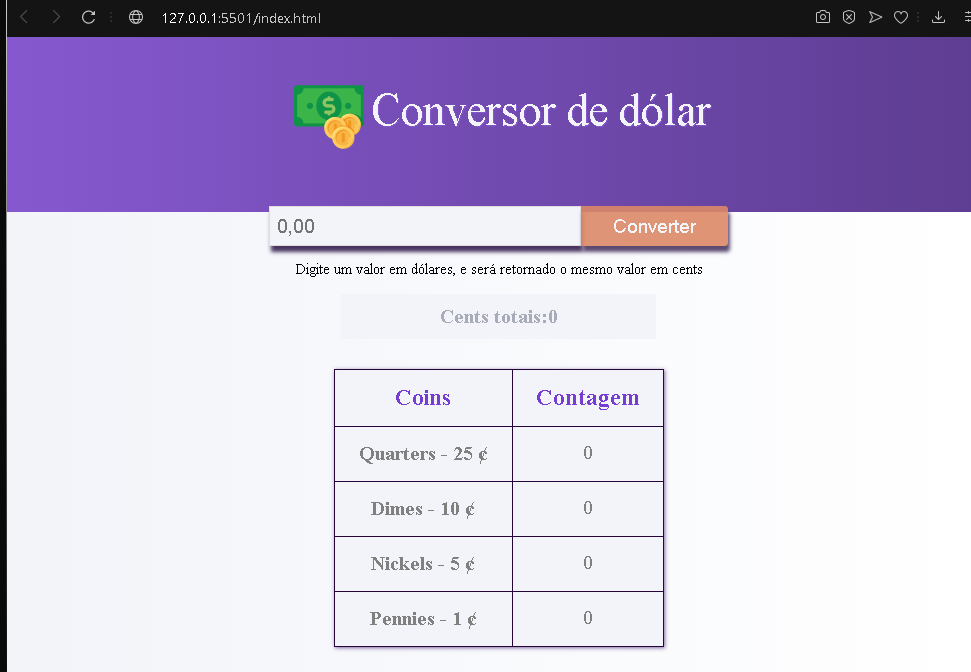 127.0.0.1:5501/index.html
$
Conversor de dólar
0,00 Converter
Digite um valor em dólares, e será retornado o mesmo valor em cents
Cents totais:0
Coins Contagem
Quarters - 25 ¢ 0
Dimes - 10 ¢ 0
Nickels - 5 ¢ 0
Pennies - 1 ¢ 0